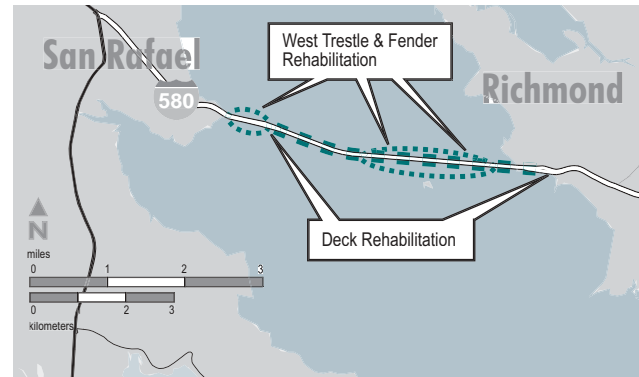 San Rafael
580
West Trestle & Fender
Rehabilitation
Richmond
Deck Rehabilitation
N
miles
0 1 2 3
0 1 2 3
kilometers